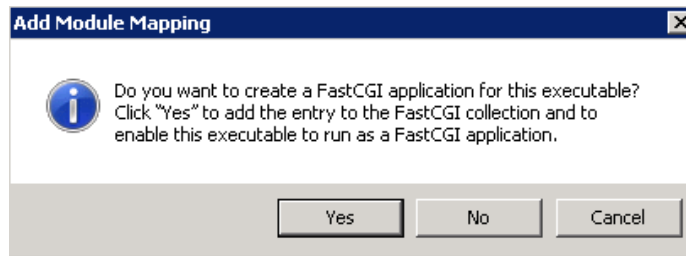 Add Module Mapping
Do you want to create a FastCGI application for this executable?
Click "Yes" to add the entry to the FastCGI collection and to
enable this executable to run as a FastCGI application.
Yes No Cancel